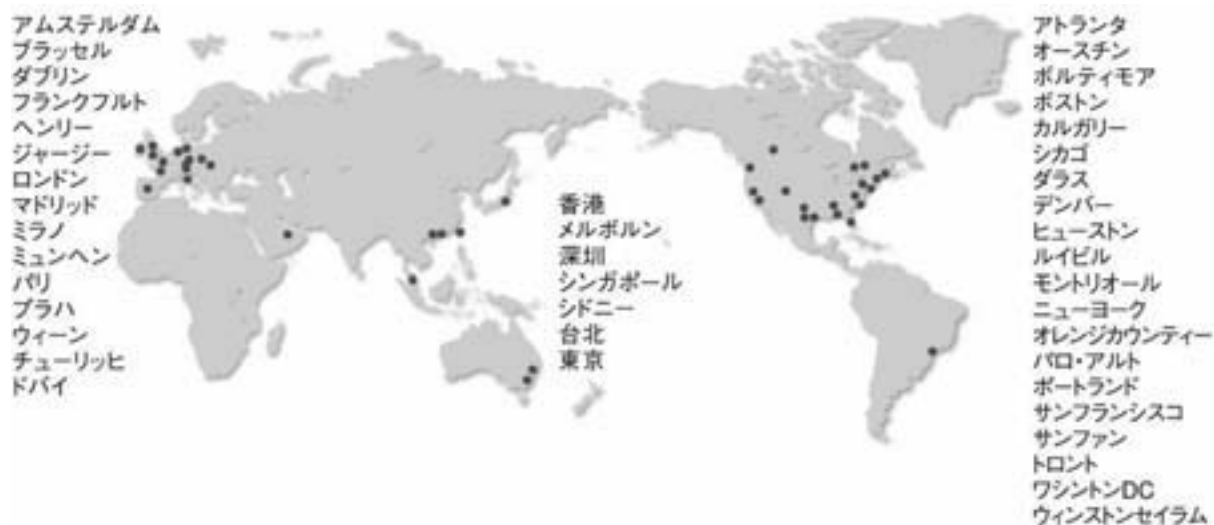 アムステルダム
ブラッセル
ダブリン
フランクフルト
ヘンリー
ジャージー
ロンドン
マドリッド
ミラノ
ミュンヘン
パリ
プラハ
ウィーン
チューリッヒ
ドバイ
香港
メルボルン
深圳
シンガポール
シドニー
台北
東京
アトランタ
オースチン
ボルティモア
ボストン
カルガリー
シカゴ
ダラス
デンバー
ヒューストン
ルイビル
モントリオール
ニューヨーク
オレンジカウンティー
パロ・アルト
ポートランド
サンフランシスコ
サンファン
トロント
ワシントンDC
ウィンストンセイラム